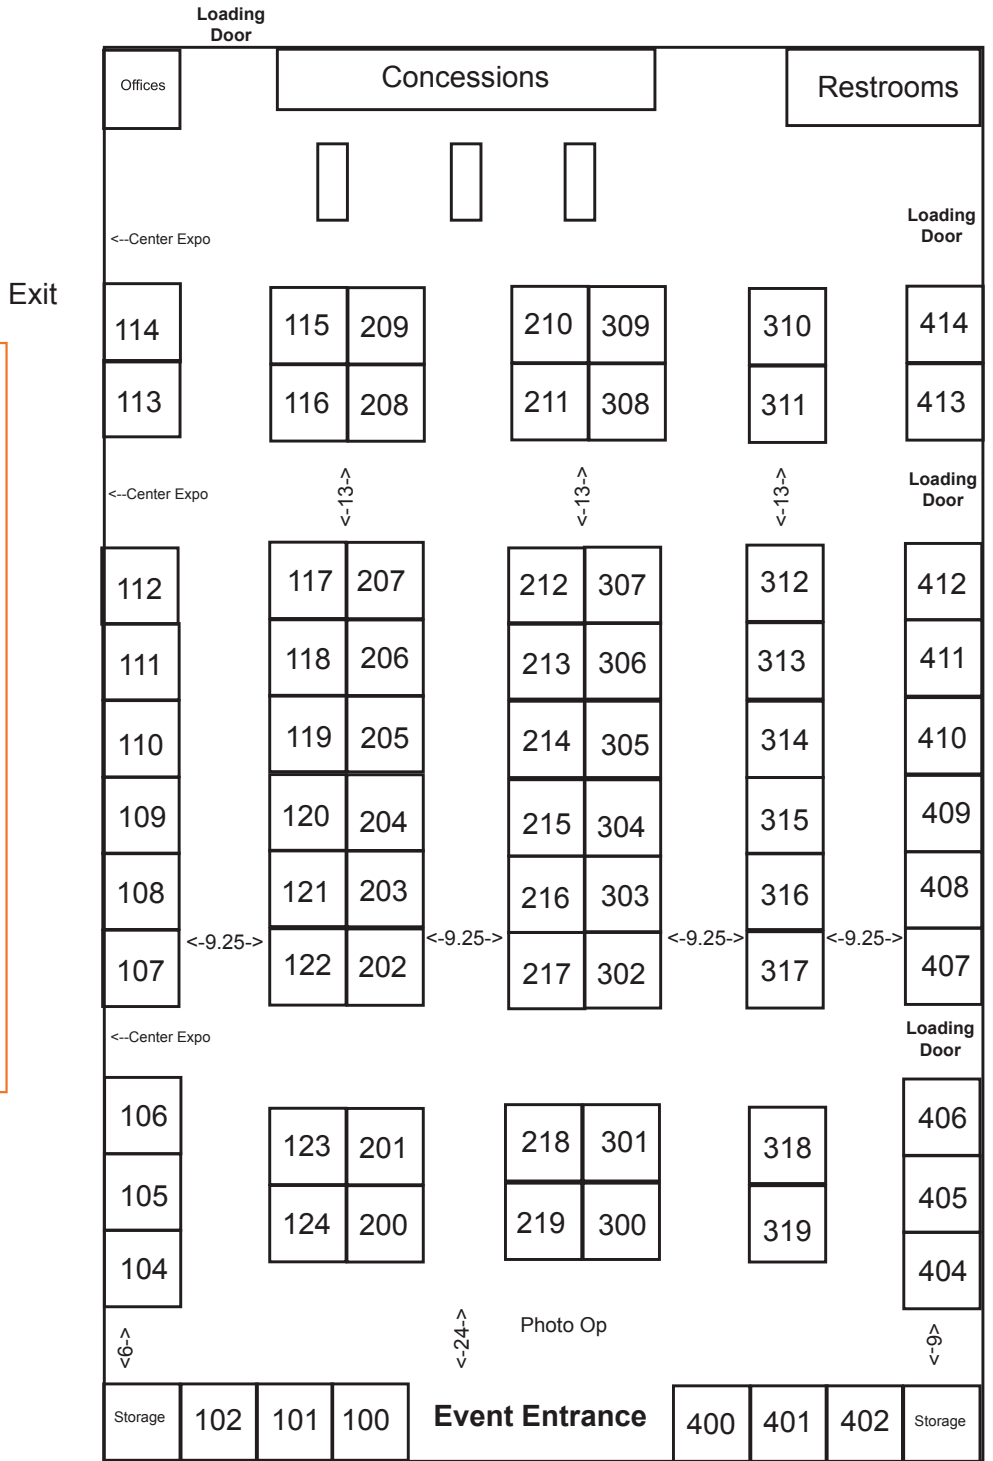 Loading
Door
Offices
Concessions
Restrooms
<--Center Expo
Loading
Door
Exit
114 115 209 210 309 310 414
113 116 208 211 308 311 413
<--Center Expo
<-13->
<-13->
<-13->
Loading
Door
112 117 207 212 307 312 412
111 118 206 213 306 313 411
110 119 205 214 305 314 410
109 120 204 215 304 315 409
108 121 203 216 303 316 408
<-9.25-> <-9.25-> <-9.25-> <-9.25->
107 122 202 217 302 317 407
<--Center Expo
Loading
Door
106 123 201 218 301 318 406
105 124 200 219 300 319 405
104 404
<6->
<-24->
Photo Op
<-9>
Storage 102 101 100 Event Entrance 400 401 402 Storage